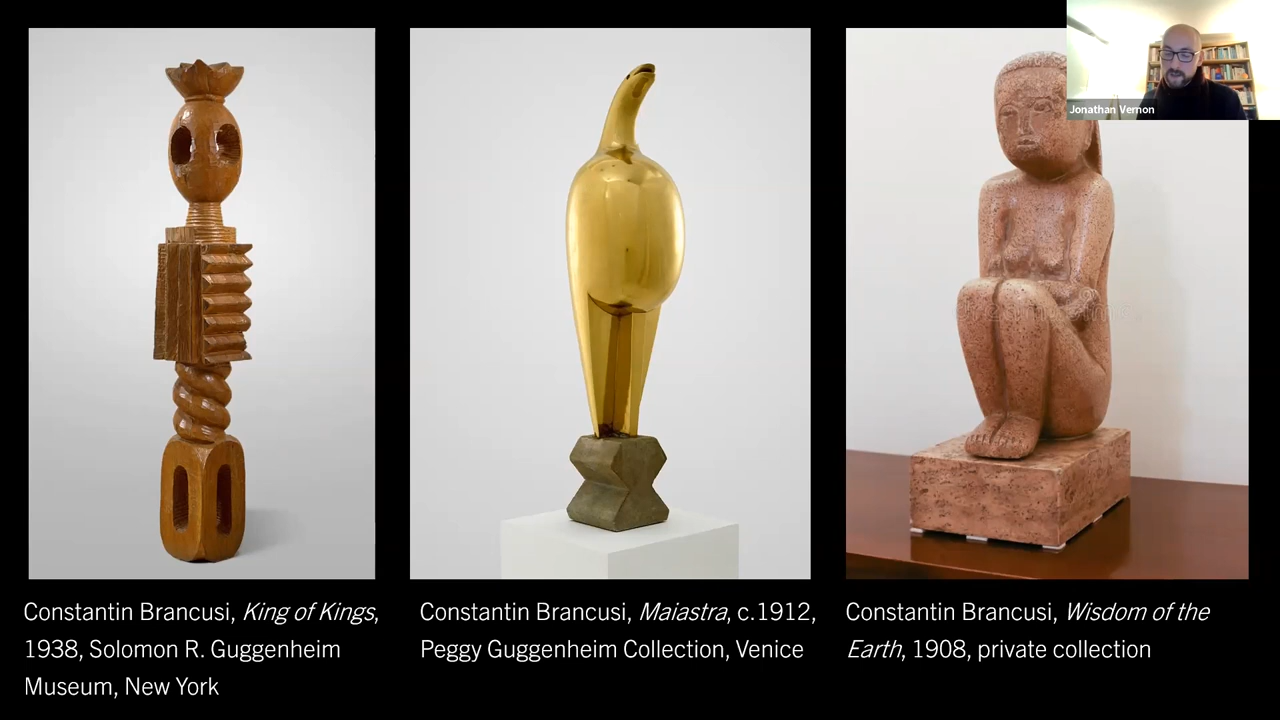 Jonathan Vernon
Constantin Brancusi, King of Kings,
1938, Solomon R. Guggenheim
Museum, New York
Constantin Brancusi, Maiastra, c.1912,
Peggy Guggenheim Collection, Venice
Constantin Brancusi, Wisdom of the
Earth, 1908, private collection